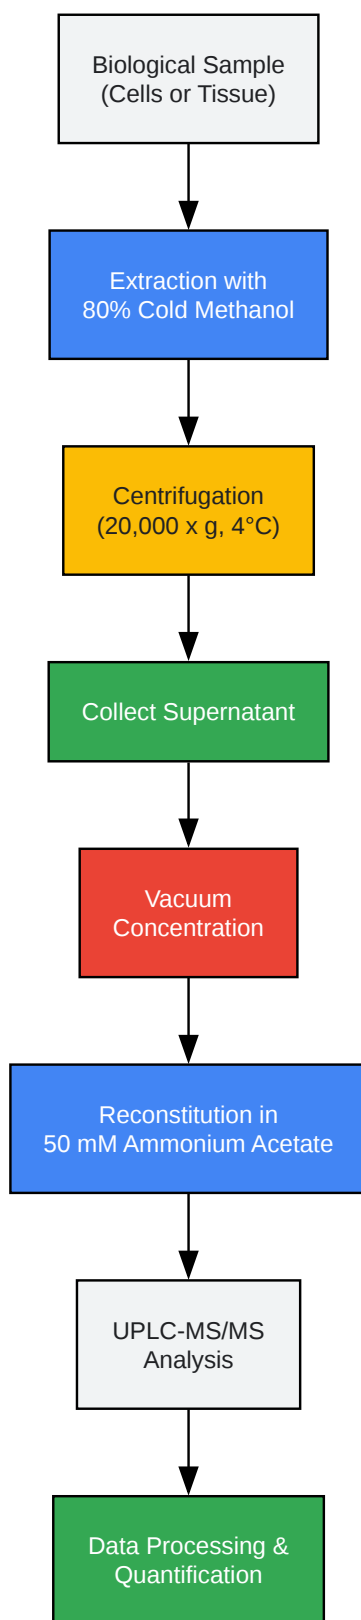 Biological Sample
(Cells or Tissue)
Extraction with
80% Cold Methanol
Centrifugation
(20,000 x g, 4°C)
Collect Supernatant
Vacuum
Concentration
Reconstitution in
50 mM Ammonium Acetate
UPLC-MS/MS
Analysis
Data Processing &
Quantification